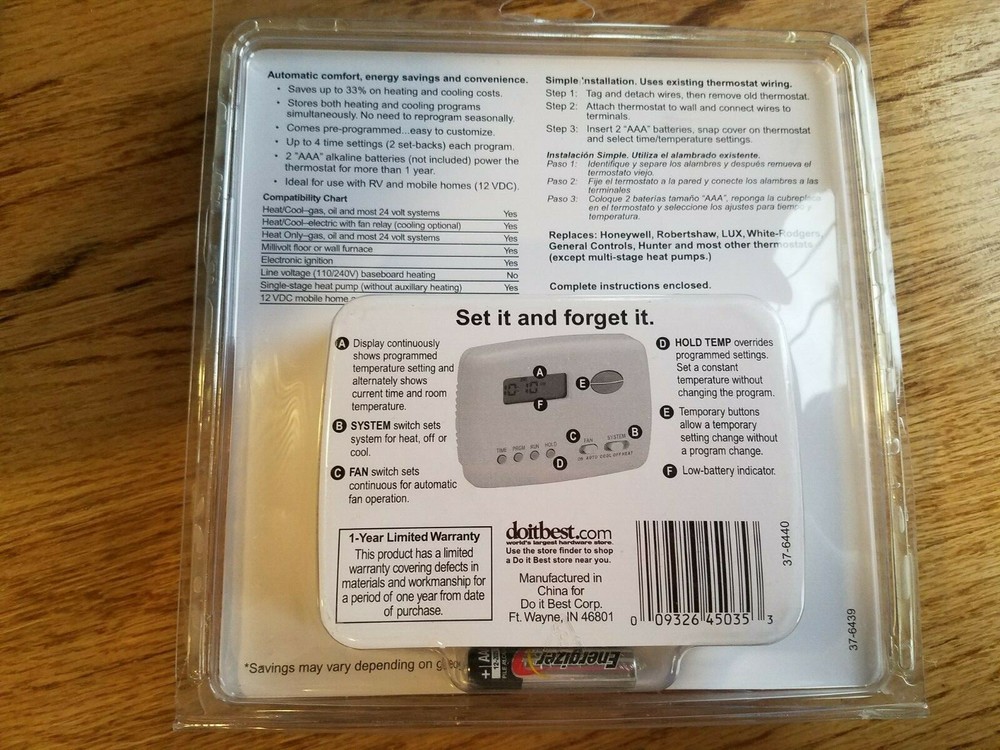 Automatic comfort, energy savings and convenience.
• Saves up to 33% on heating and cooling costs.
• Stores both heating and cooling programs
simultaneously. No need to reprogram seasonally.
• Comes pre-programmed...easy to customize.
• Up to 4 time settings (2 set-backs) each program.
• 2 "AAA" alkaline batteries (not included) power the
thermostat for more than 1 year.
• Ideal for use with RV and mobile homes (12 VDC).
Compatibility Chart
Heat/Cool–gas, oil and most 24 volt systems Yes
Heat/Cool–electric with fan relay (cooling optional) Yes
Heat Only–gas, oil and most 24 volt systems Yes
Millivolt floor or wall furnace Yes
Electronic ignition Yes
Line voltage (110/240V) baseboard heating No
Single-stage heat pump (without auxillary heating) Yes
12 VDC mobile home
Simple Installation. Uses existing thermostat wiring.
Step 1: Tag and detach wires, then remove old thermostat.
Step 2: Attach thermostat to wall and connect wires to
terminals.
Step 3: Insert 2 "AAA" batteries, snap cover on thermostat
and select time/temperature settings.
Instalación Simple. Utiliza el alambrado existente.
Paso 1: Identifique y separe los alambres y después remueva el
termostato viejo.
Paso 2: Fije el termostato a la pared y conecte los alambres a las
terminales
Paso 3: Coloque 2 baterías tamaño "AAA", reponga la
en el termostato y seleccione los ajustes para tiempo y
temperatura.
Replaces: Honeywell, Robertshaw, LUX, White-Rodgers,
General Controls, Hunter and most other thermostats
(except multi-stage heat pumps.)
Complete instructions enclosed.
Set it and forget it.
A Display continuously
shows programmed
temperature setting and
alternately shows
current time and room
temperature.
B SYSTEM switch sets
system for heat, off or
cool.
C FAN switch sets
continuous for automatic
fan operation.
A
E
F
C FAN SYSTEM B
TIME PRGM RUN HOLD
D
ON AUTO COOL OFF HEAT
D HOLD TEMP overrides
programmed settings.
Set a constant
temperature without
changing the program.
E Temporary buttons
allow a temporary
setting change without
a program change.
F Low-battery indicator.
1-Year Limited Warranty
This product has a limited
warranty covering defects in
materials and workmanship for
a period of one year from date
of purchase.
doitbest.com
world's largest hardware store.
Use the store finder to shop
a Do it Best store near you.
Manufactured in
China for
Do it Best Corp.
Ft. Wayne, IN 46801
0 09326 45035 3
37-6440
37-6439
*Savings may vary depending on
Energizer